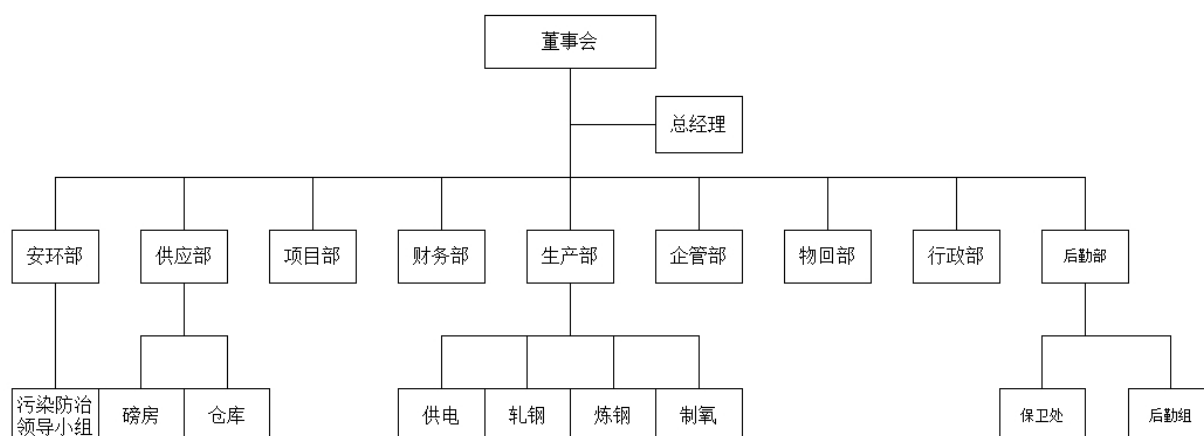 董事会
总经理
安环部
供应部
项目部
财务部
生产部
企管部
物回部
行政部
后勤部
污染防治
领导小组
磅房
仓库
供电
轧钢
炼钢
制氧
保卫处
后勤组